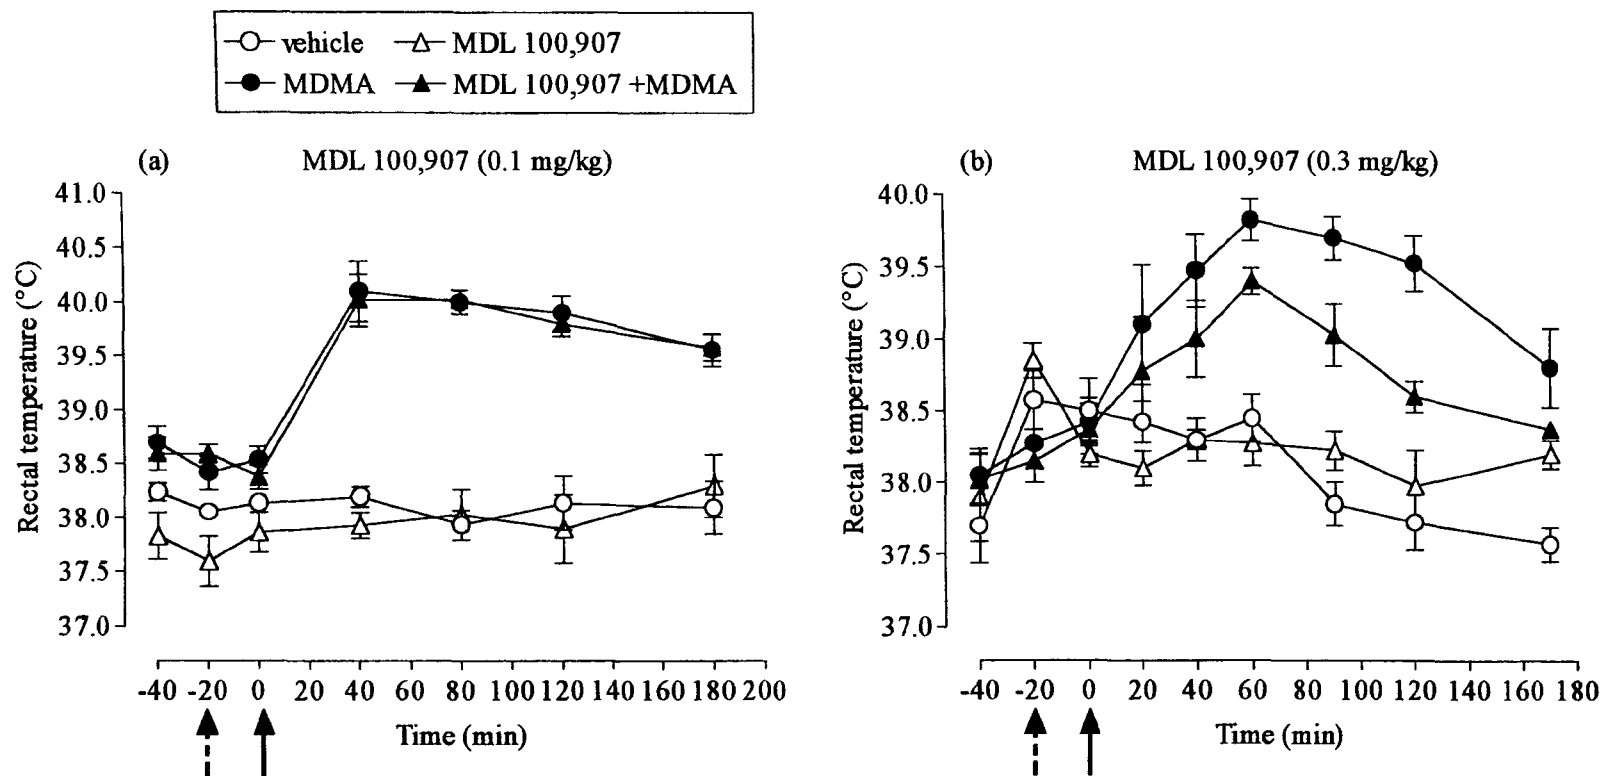 vehicle MDL 100,907
MDMA MDL 100,907 +MDMA
(a) MDL 100,907 (0.1 mg/kg)
41.0
40.5
40.0
39.5
39.0
38.5
38.0
37.5
37.0
Rectal temperature (°C)
-40 -20 0 20 40 60 80 100 120 140 160 180 200
Time (min)
(b) MDL 100,907 (0.3 mg/kg)
40.0
39.5
39.0
38.5
38.0
37.5
37.0
Rectal temperature (°C)
-40 -20 0 20 40 60 80 100 120 140 160 180
Time (min)